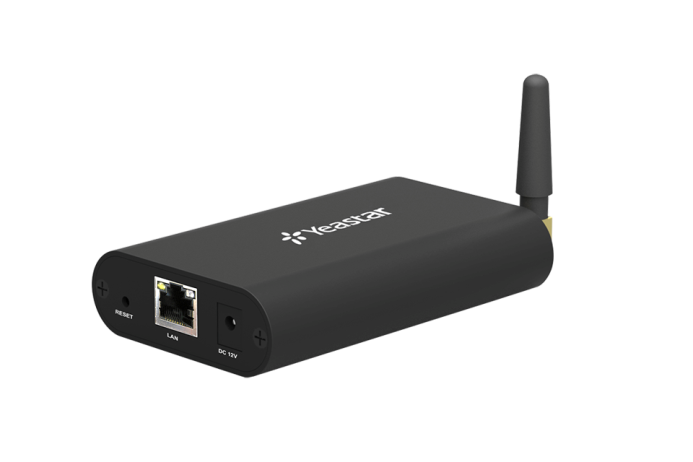 Yeastar
RESET
LAN
DC 12V